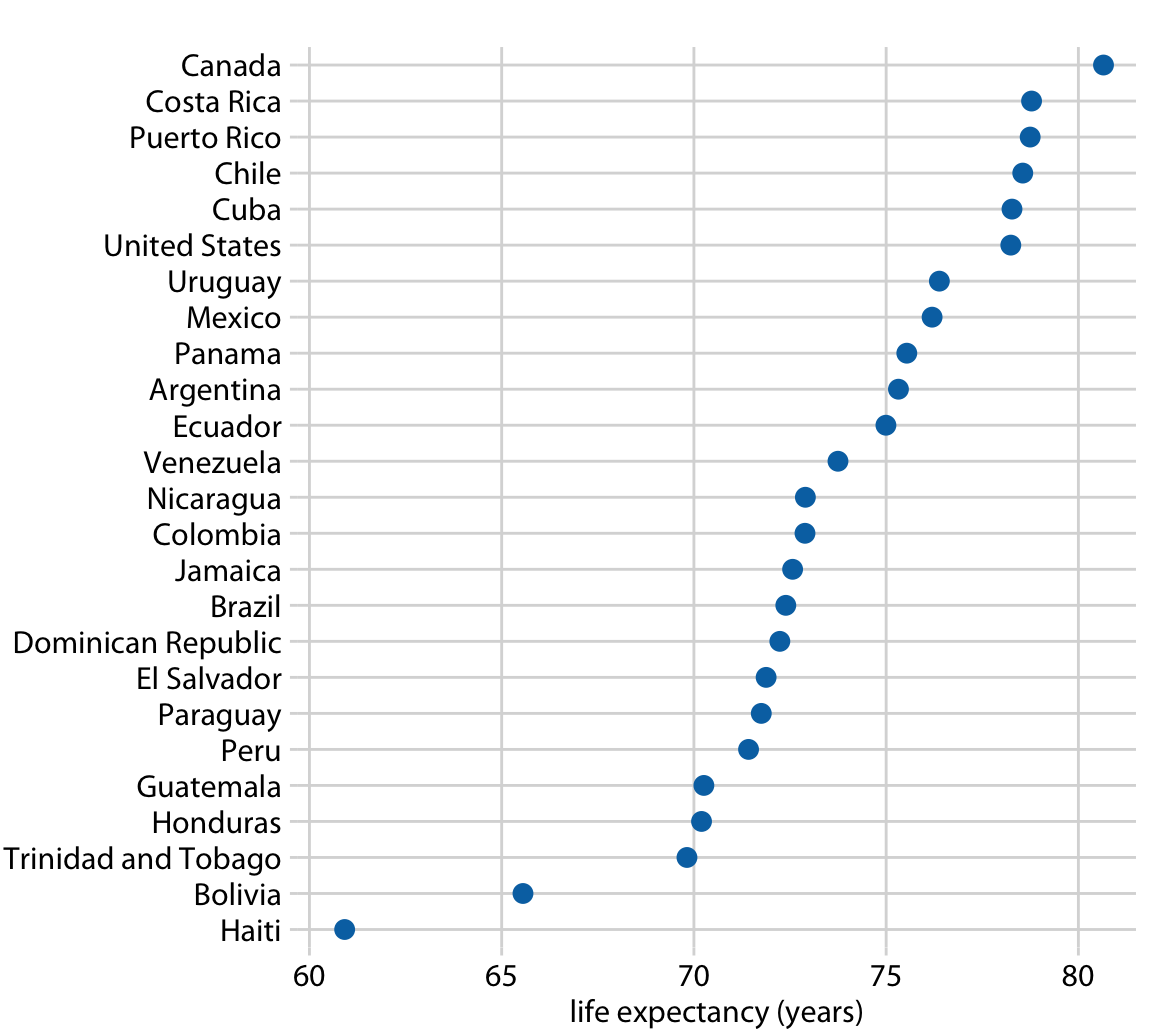 Canada
Costa Rica
Puerto Rico
Chile
Cuba
United States
Uruguay
Mexico
Panama
Argentina
Ecuador
Venezuela
Nicaragua
Colombia
Jamaica
Brazil
Dominican Republic
El Salvador
Paraguay
Peru
Guatemala
Honduras
Trinidad and Tobago
Bolivia
Haiti
60 65 70 75 80
life expectancy (years)